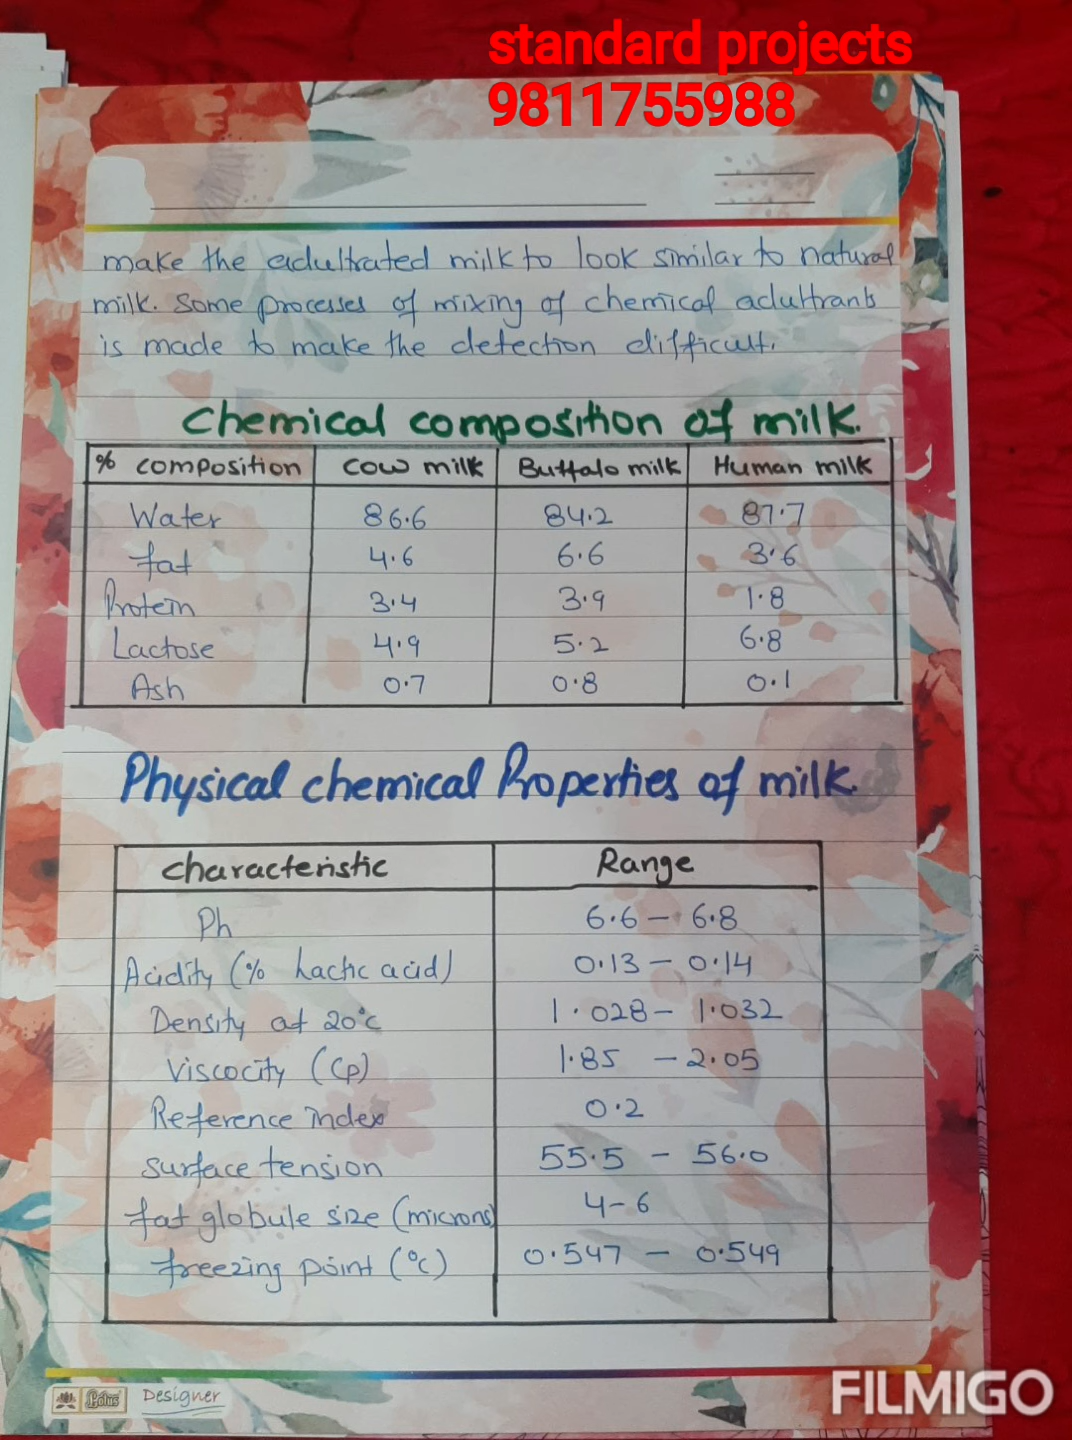 standard projects
9811755988
make the adultrated milk to look similar to natural
milk. Some processes of mixing of chemical adultrants
is made to make the detection difficult.
Chemical composition of milk.
% composition cow milk Buffalo milk Human milk
Water 86.6 84.2 87.7
fat 4.6 6.6 3.6
Protein 3.4 3.9 1.8
Lactose 4.9 5.2 6.8
Ash 0.7 0.8 0.1
Physical chemical Properties of milk.
characteristic Range
Ph 6.6 - 6.8
Acidity (% Lactic acid) 0.13 - 0.14
Density at 20°c 1.028 - 1.032
Viscocity (Cp) 1.85 - 2.05
Reference index 0.2
surface tension 55.5 - 56.0
fat globule size (microns) 4-6
freezing point (°c) 0.547 - 0.549
Lotus Designer
FILMIGO